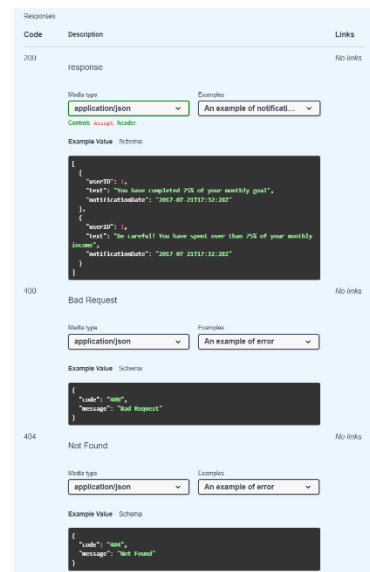 Responses
Code Description Links
200 response No links
Media type Examples
application/json An example of notificati...
Controls Accept header.
Example Value Schema
[
{
"userID": 1,
"text": "You have completed 25% of your monthly goal",
"notificationDate": "2017-07-21T17:32:28Z"
},
{
"userID": 1,
"text": "Be careful! You have spent over than 75% of your monthly
income",
"notificationDate": "2017-07-21T17:32:28Z"
}
]
400 Bad Request No links
Media type Examples
application/json An example of error
Example Value Schema
{
"code": "400",
"message": "Bad Request"
}
404 Not Found No links
Media type Examples
application/json An example of error
Example Value Schema
{
"code": "404",
"message": "Not Found"
}